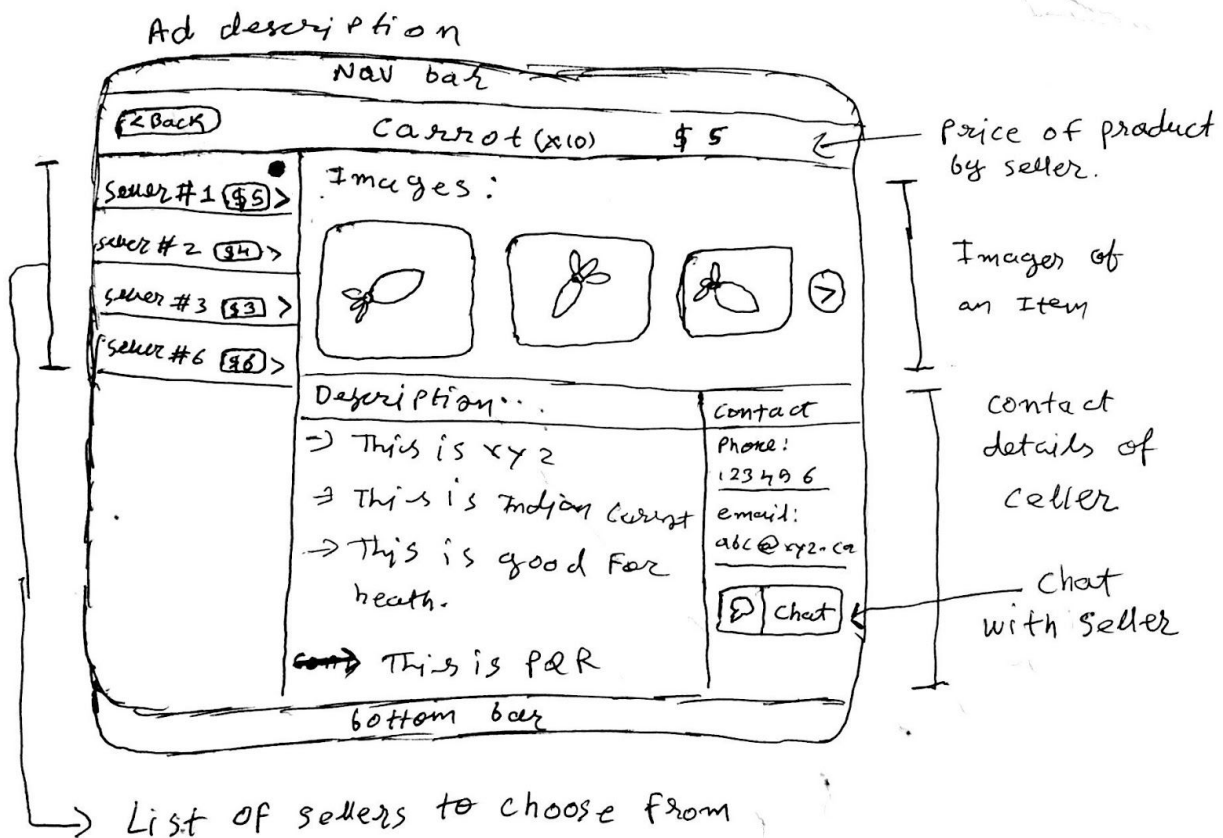 Ad description
Nav bar
< Back
Carrot (x10) $5
Price of product
by seller.
Seller #1 $5 >
Seller #2 $4 >
Seller #3 $3 >
Seller #6 $6 >
Images:
>
Images of
an Item
Description...
→ This is xyz
→ This is Indian
→ This is good For
heath.
→ This is PQR
Contact
Phone:
email:
abc@xyz.ca
Chat
contact
details of
celler
Chat
with seller
bottom bar
→ List of sellers to choose from